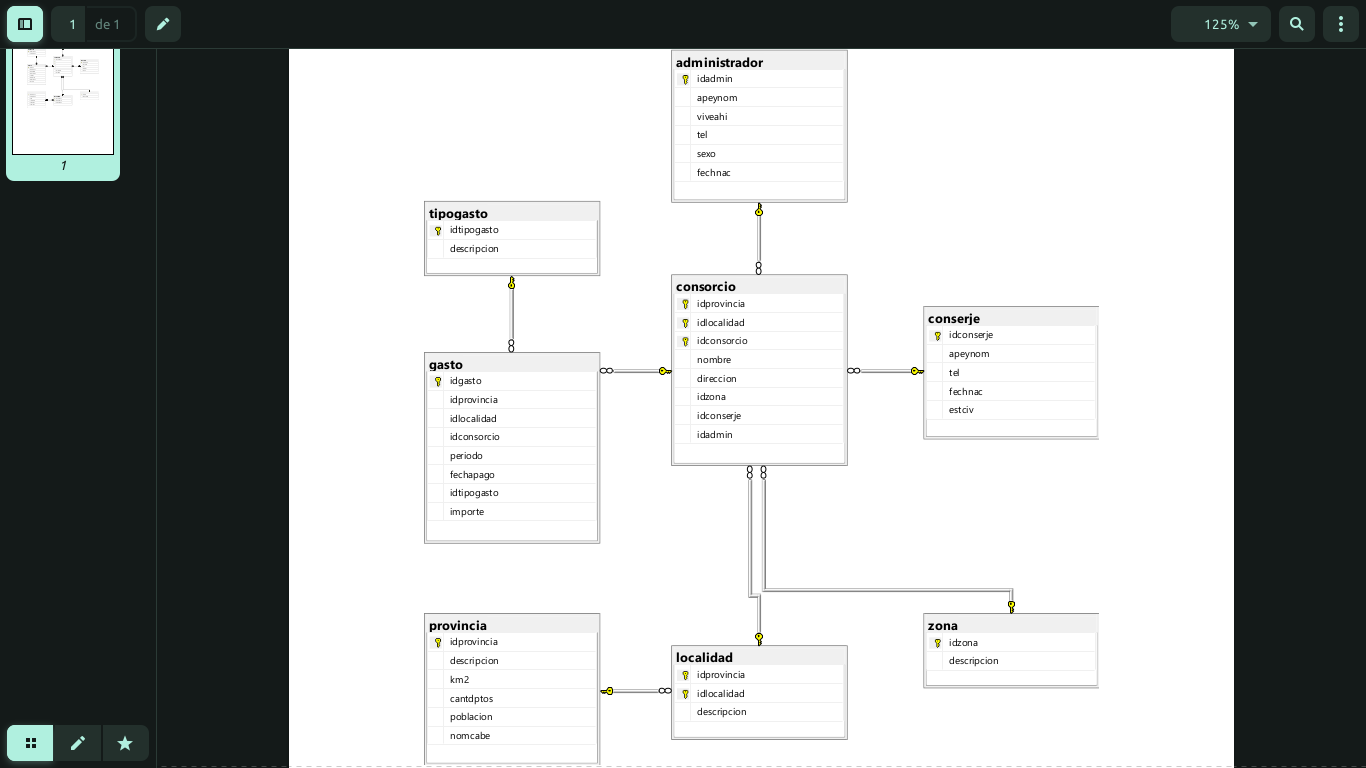 1
de 1
125%
1
administrador
idadmin
apeynom
viveahi
tel
sexo
fechnac
tipogasto
idtipogasto
descripcion
consorcio
idprovincia
idlocalidad
idconsorcio
nombre
direccion
idzona
idconserje
idadmin
conserje
idconserje
apeynom
tel
fechnac
estciv
gasto
idgasto
idprovincia
idlocalidad
idconsorcio
periodo
fechapago
idtipogasto
importe
provincia
idprovincia
descripcion
km2
cantdptos
poblacion
nomcabe
localidad
idprovincia
idlocalidad
descripcion
zona
idzona
descripcion